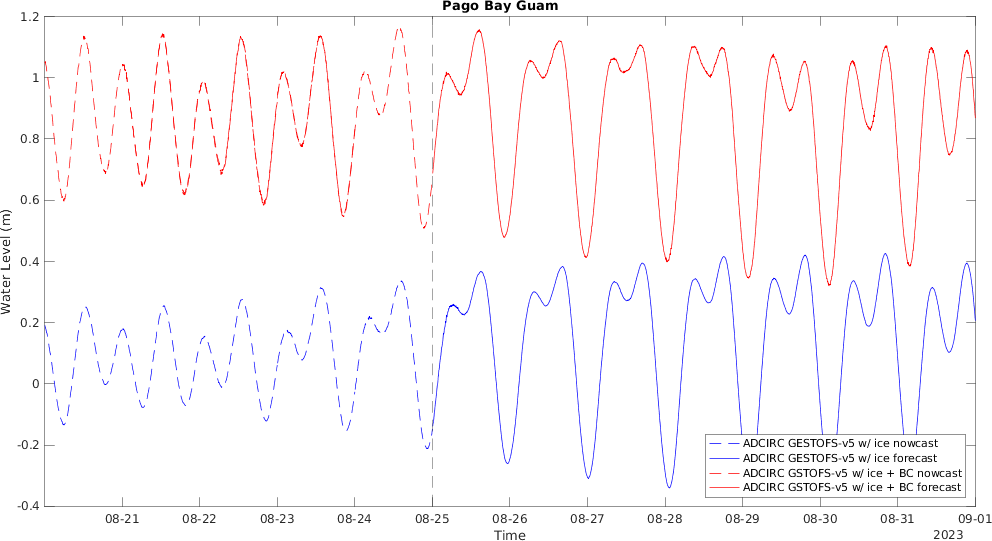 Pago Bay Guam
1.2
1
0.8
0.6
0.4
0.2
0
-0.2
-0.4
Water Level (m)
ADCIRC GESTOFS-v5 w/ ice nowcast
ADCIRC GESTOFS-v5 w/ ice forecast
ADCIRC GSTOFS-v5 w/ ice + BC nowcast
ADCIRC GSTOFS-v5 w/ ice + BC forecast
08-21 08-22 08-23 08-24 08-25 08-26 08-27 08-28 08-29 08-30 08-31 09-01
Time
2023